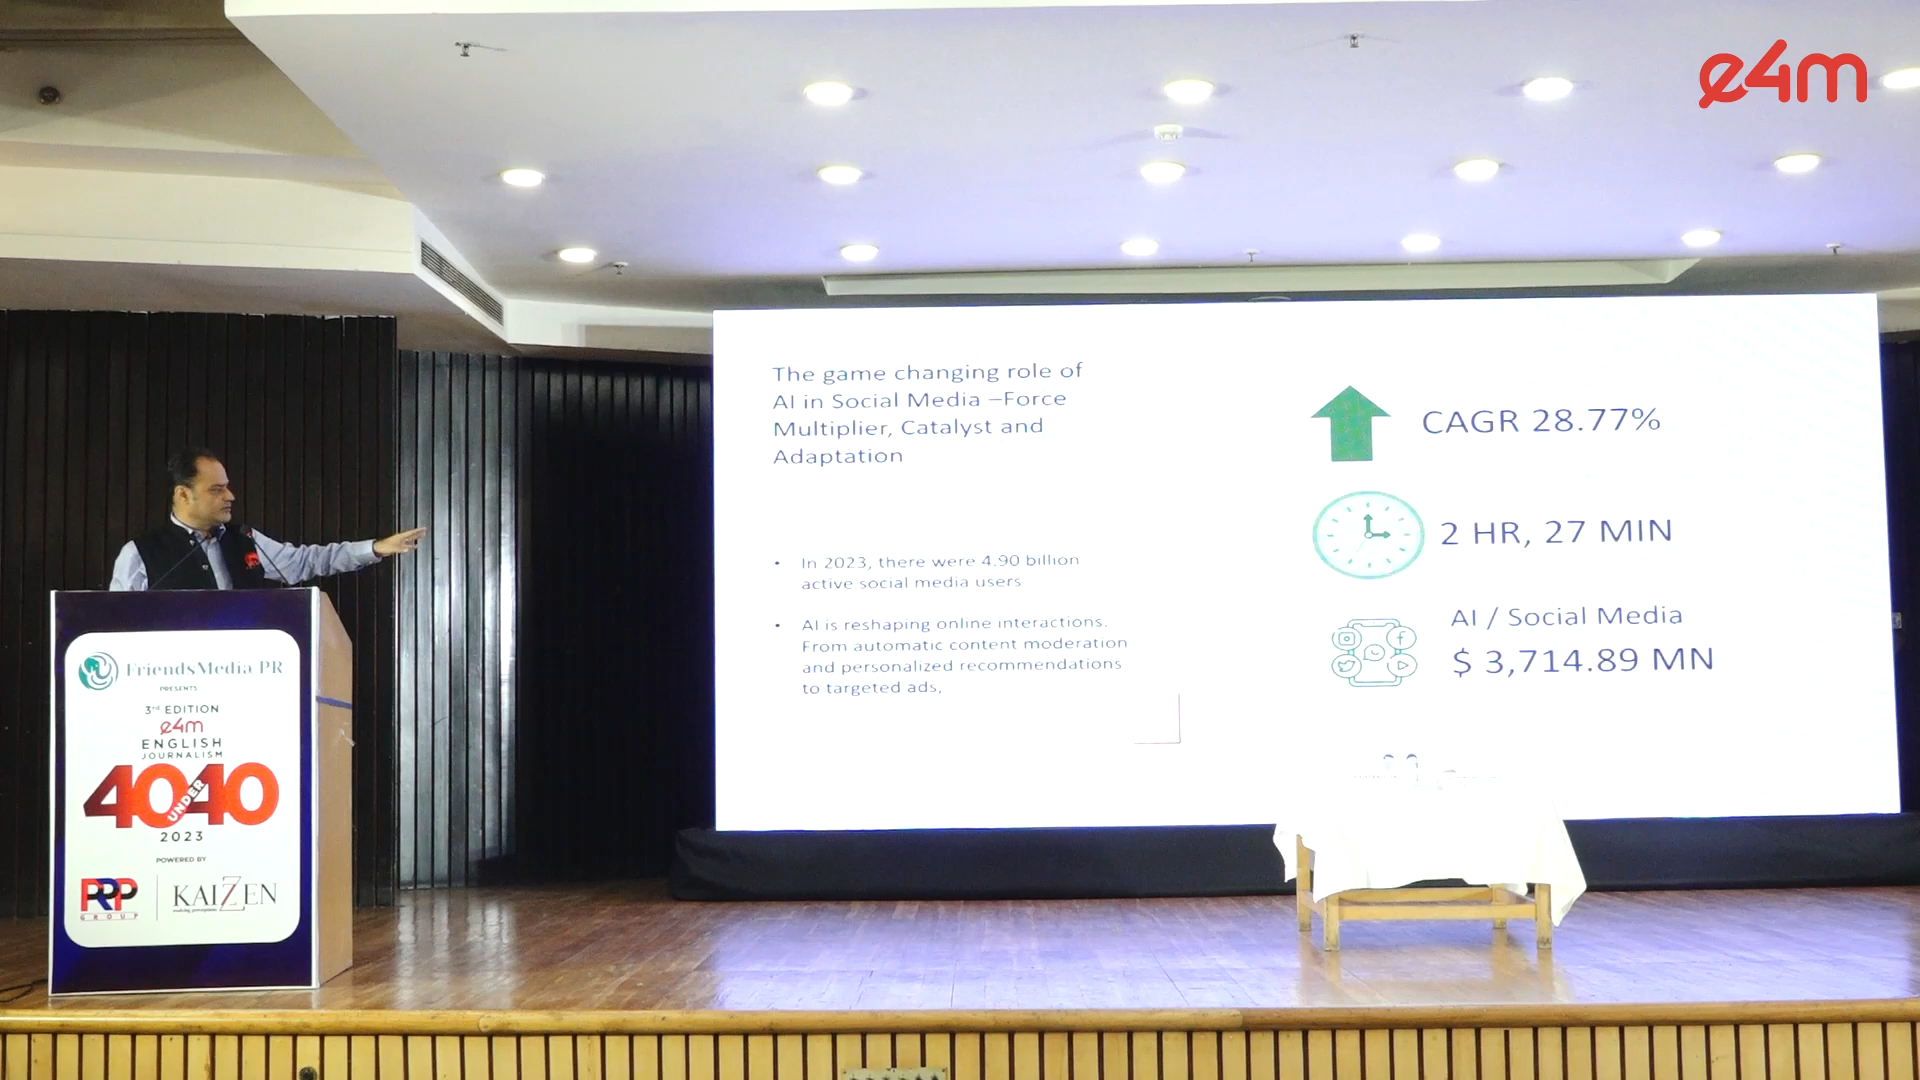 e4m
The game changing role of
AI in Social Media –Force
Multiplier, Catalyst and
Adaptation
• In 2023, there were 4.90 billion
active social media users
• AI is reshaping online interactions.
From automatic content moderation
and personalized recommendations
to targeted ads,
CAGR 28.77%
2 HR, 27 MIN
AI / Social Media
$ 3,714.89 MN
FriendsMedia PR
PRESENTS
3rd EDITION
e4m
ENGLISH
JOURNALISM
40 UNDER 40
2023
POWERED BY
PRP
GROUP
KAIZZEN